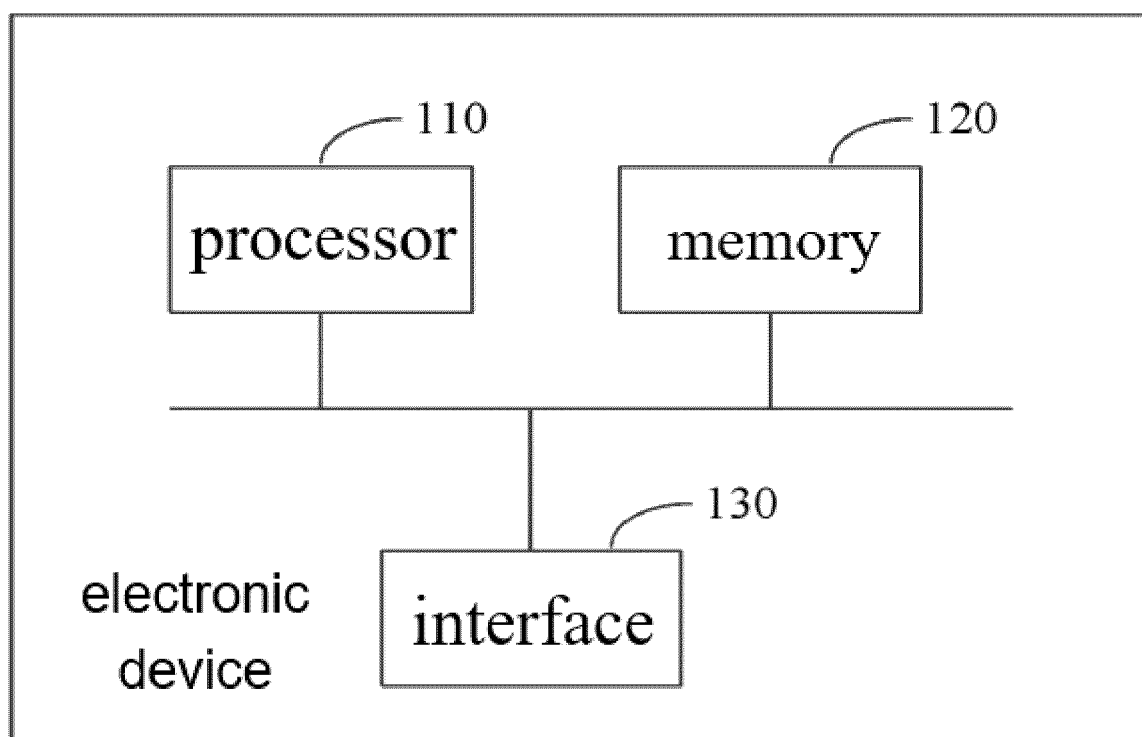 110
120
processor
memory
130
electronic
interface
device